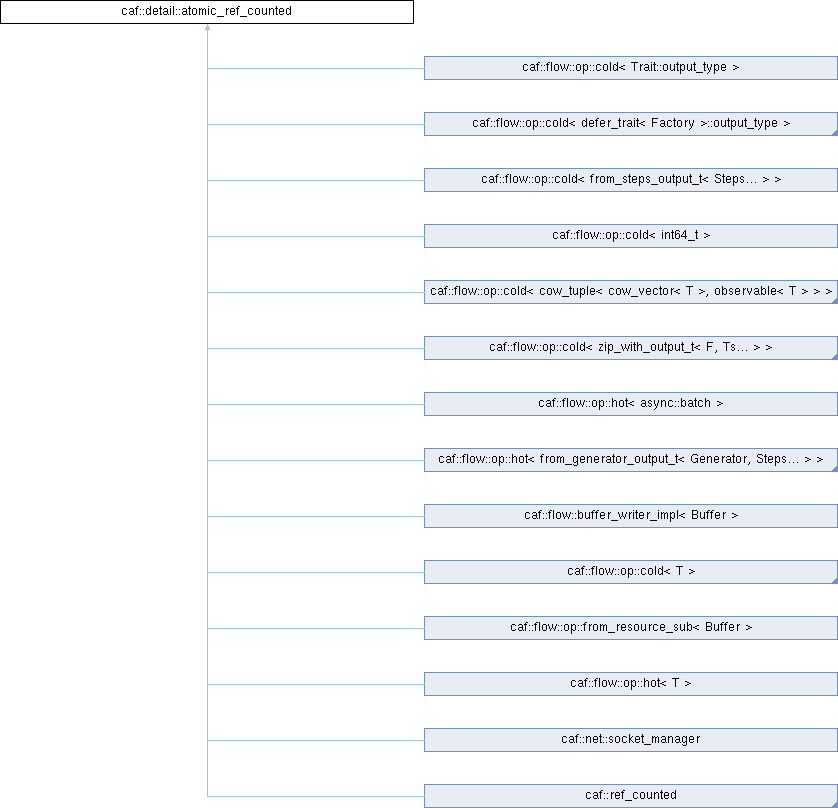 caf::detail::atomic_ref_counted
caf::flow::op::cold< Trait::output_type >
caf::flow::op::cold< defer_trait< Factory >::output_type >
caf::flow::op::cold< from_steps_output_t< Steps... > >
caf::flow::op::cold< int64_t >
caf::flow::op::cold< cow_tuple< cow_vector< T >, observable< T > > >
caf::flow::op::cold< zip_with_output_t< F, Ts... > >
caf::flow::op::hot< async::batch >
caf::flow::op::hot< from_generator_output_t< Generator, Steps... > >
caf::flow::buffer_writer_impl< Buffer >
caf::flow::op::cold< T >
caf::flow::op::from_resource_sub< Buffer >
caf::flow::op::hot< T >
caf::net::socket_manager
caf::ref_counted